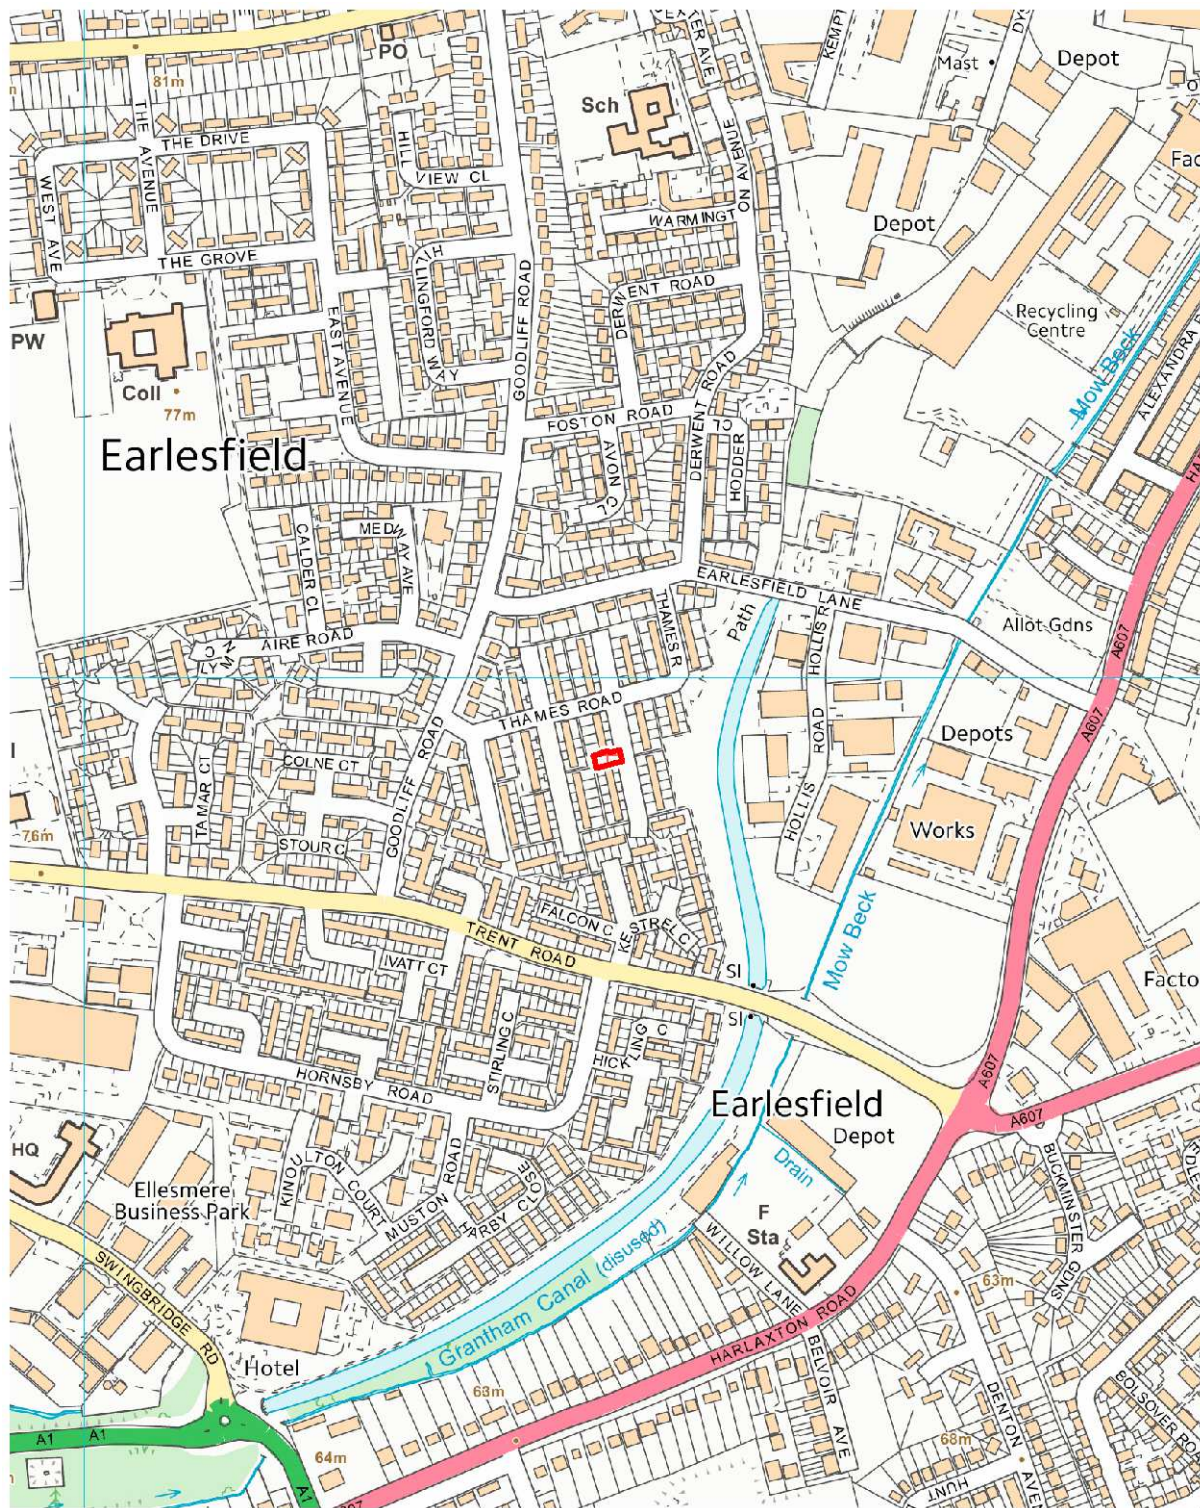 PO
81m
Sch
Mast
Depot
THE DRIVE
THE AVENUE
HILL
VIEW CL
WEST AVE
THE GROVE
WARMINGTON AVENUE
Depot
Recycling
Centre
Mow Beck
PW
Coll
77m
EAST AVENUE
GOODLIFF ROAD
DERWENT ROAD
DERWENT ROAD
FOSTON ROAD
AVON CL
HODDER CL
Earlesfield
MEDWAY AVE
CALDER CL
AIRE ROAD
EARLESFIELD LANE
Path
Allot Gdns
A607
THAMES R
THAMES ROAD
HOLLIS R
HOLLIS ROAD
A607
Depots
Works
TAMAR CT
COLNE CT
GOODLIFF ROAD
STOUR C
76m
FALCON C
KESTREL C
TRENT ROAD
IVATT CT
SI
SI
Mow Beck
Facto
STIRLING C
HICKLING C
HORNSBY ROAD
A607
A607
Earlesfield
Depot
Drain
HQ
Ellesmere
Business Park
KINOULTON COURT
MUSTON ROAD
HARBY CLOSE
F
Sta
WILLOW LANE
BUCKMINSTER GDNS
63m
SWINGBRIDGE RD
Grantham Canal (disused)
HARLAXTON ROAD
BELVOIR AVE
DENTON AVE
BOLSOVER RO
Hotel
63m
64m
68m
HUNT
A1
A1
A1